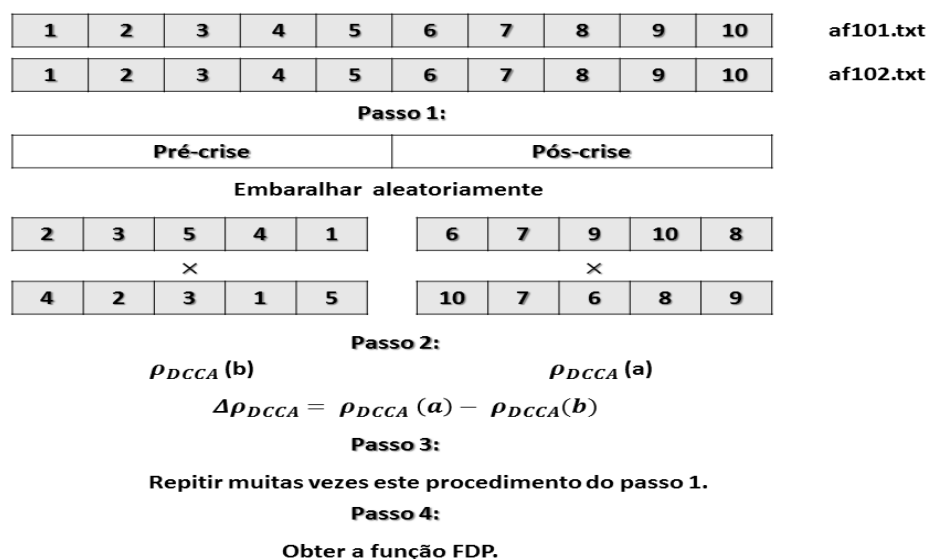 1 2 3 4 5 6 7 8 9 10 af101.txt
1 2 3 4 5 6 7 8 9 10 af102.txt
Passo 1:
Pré-crise Pós-crise
Embaralhar aleatoriamente
2 3 5 4 1 6 7 9 10 8
× ×
4 2 3 1 5 10 7 6 8 9
Passo 2:
ρDCCA (b) ρDCCA (a)
ΔρDCCA = ρDCCA (a) − ρDCCA(b)
Passo 3:
Repitir muitas vezes este procedimento do passo 1.
Passo 4:
Obter a função FDP.